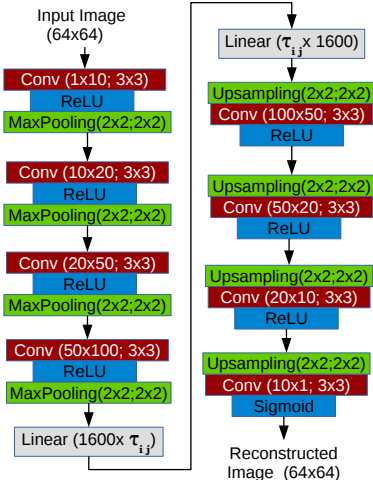 Input Image
(64x64)
Conv (1x10; 3x3)
ReLU
MaxPooling(2x2;2x2)
Conv (10x20; 3x3)
ReLU
MaxPooling(2x2;2x2)
Conv (20x50; 3x3)
ReLU
MaxPooling(2x2;2x2)
Conv (50x100; 3x3)
ReLU
MaxPooling(2x2;2x2)
Linear (1600x τij)
Linear (τij x 1600)
Upsampling(2x2;2x2)
Conv (100x50; 3x3)
ReLU
Upsampling(2x2;2x2)
Conv (50x20; 3x3)
ReLU
Upsampling(2x2;2x2)
Conv (20x10; 3x3)
ReLU
Upsampling(2x2;2x2)
Conv (10x1; 3x3)
Sigmoid
Reconstructed
Image (64x64)